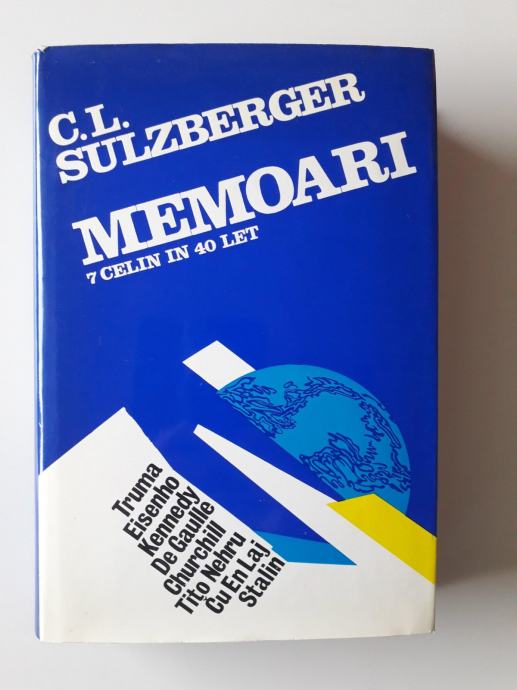 C.L.
SULZBERGER
MEMOARI
7 CELIN IN 40 LET
Truma
Eisenho
Kennedy
De Gaulle
Churchill
Tito Nehru
Ču En Laj
Stalin